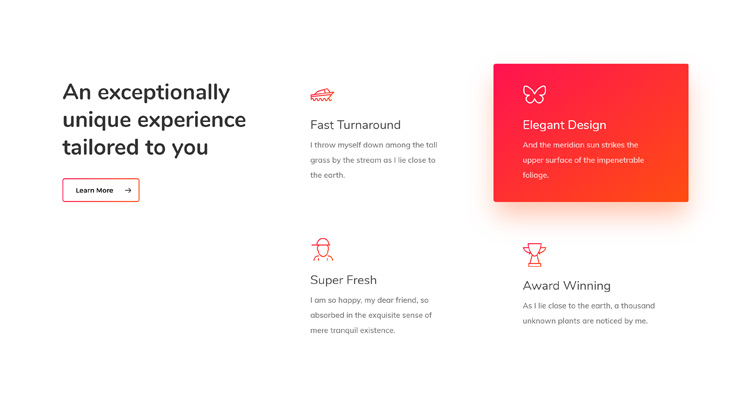 An exceptionally
unique experience
tailored to you
Learn More
Fast Turnaround
I throw myself down among the tall
grass by the stream as I lie close to
the earth.
Elegant Design
And the meridian sun strikes the
upper surface of the impenetrable
foliage.
Super Fresh
I am so happy, my dear friend, so
absorbed in the exquisite sense of
mere tranquil existence.
Award Winning
As I lie close to the earth, a thousand
unknown plants are noticed by me.